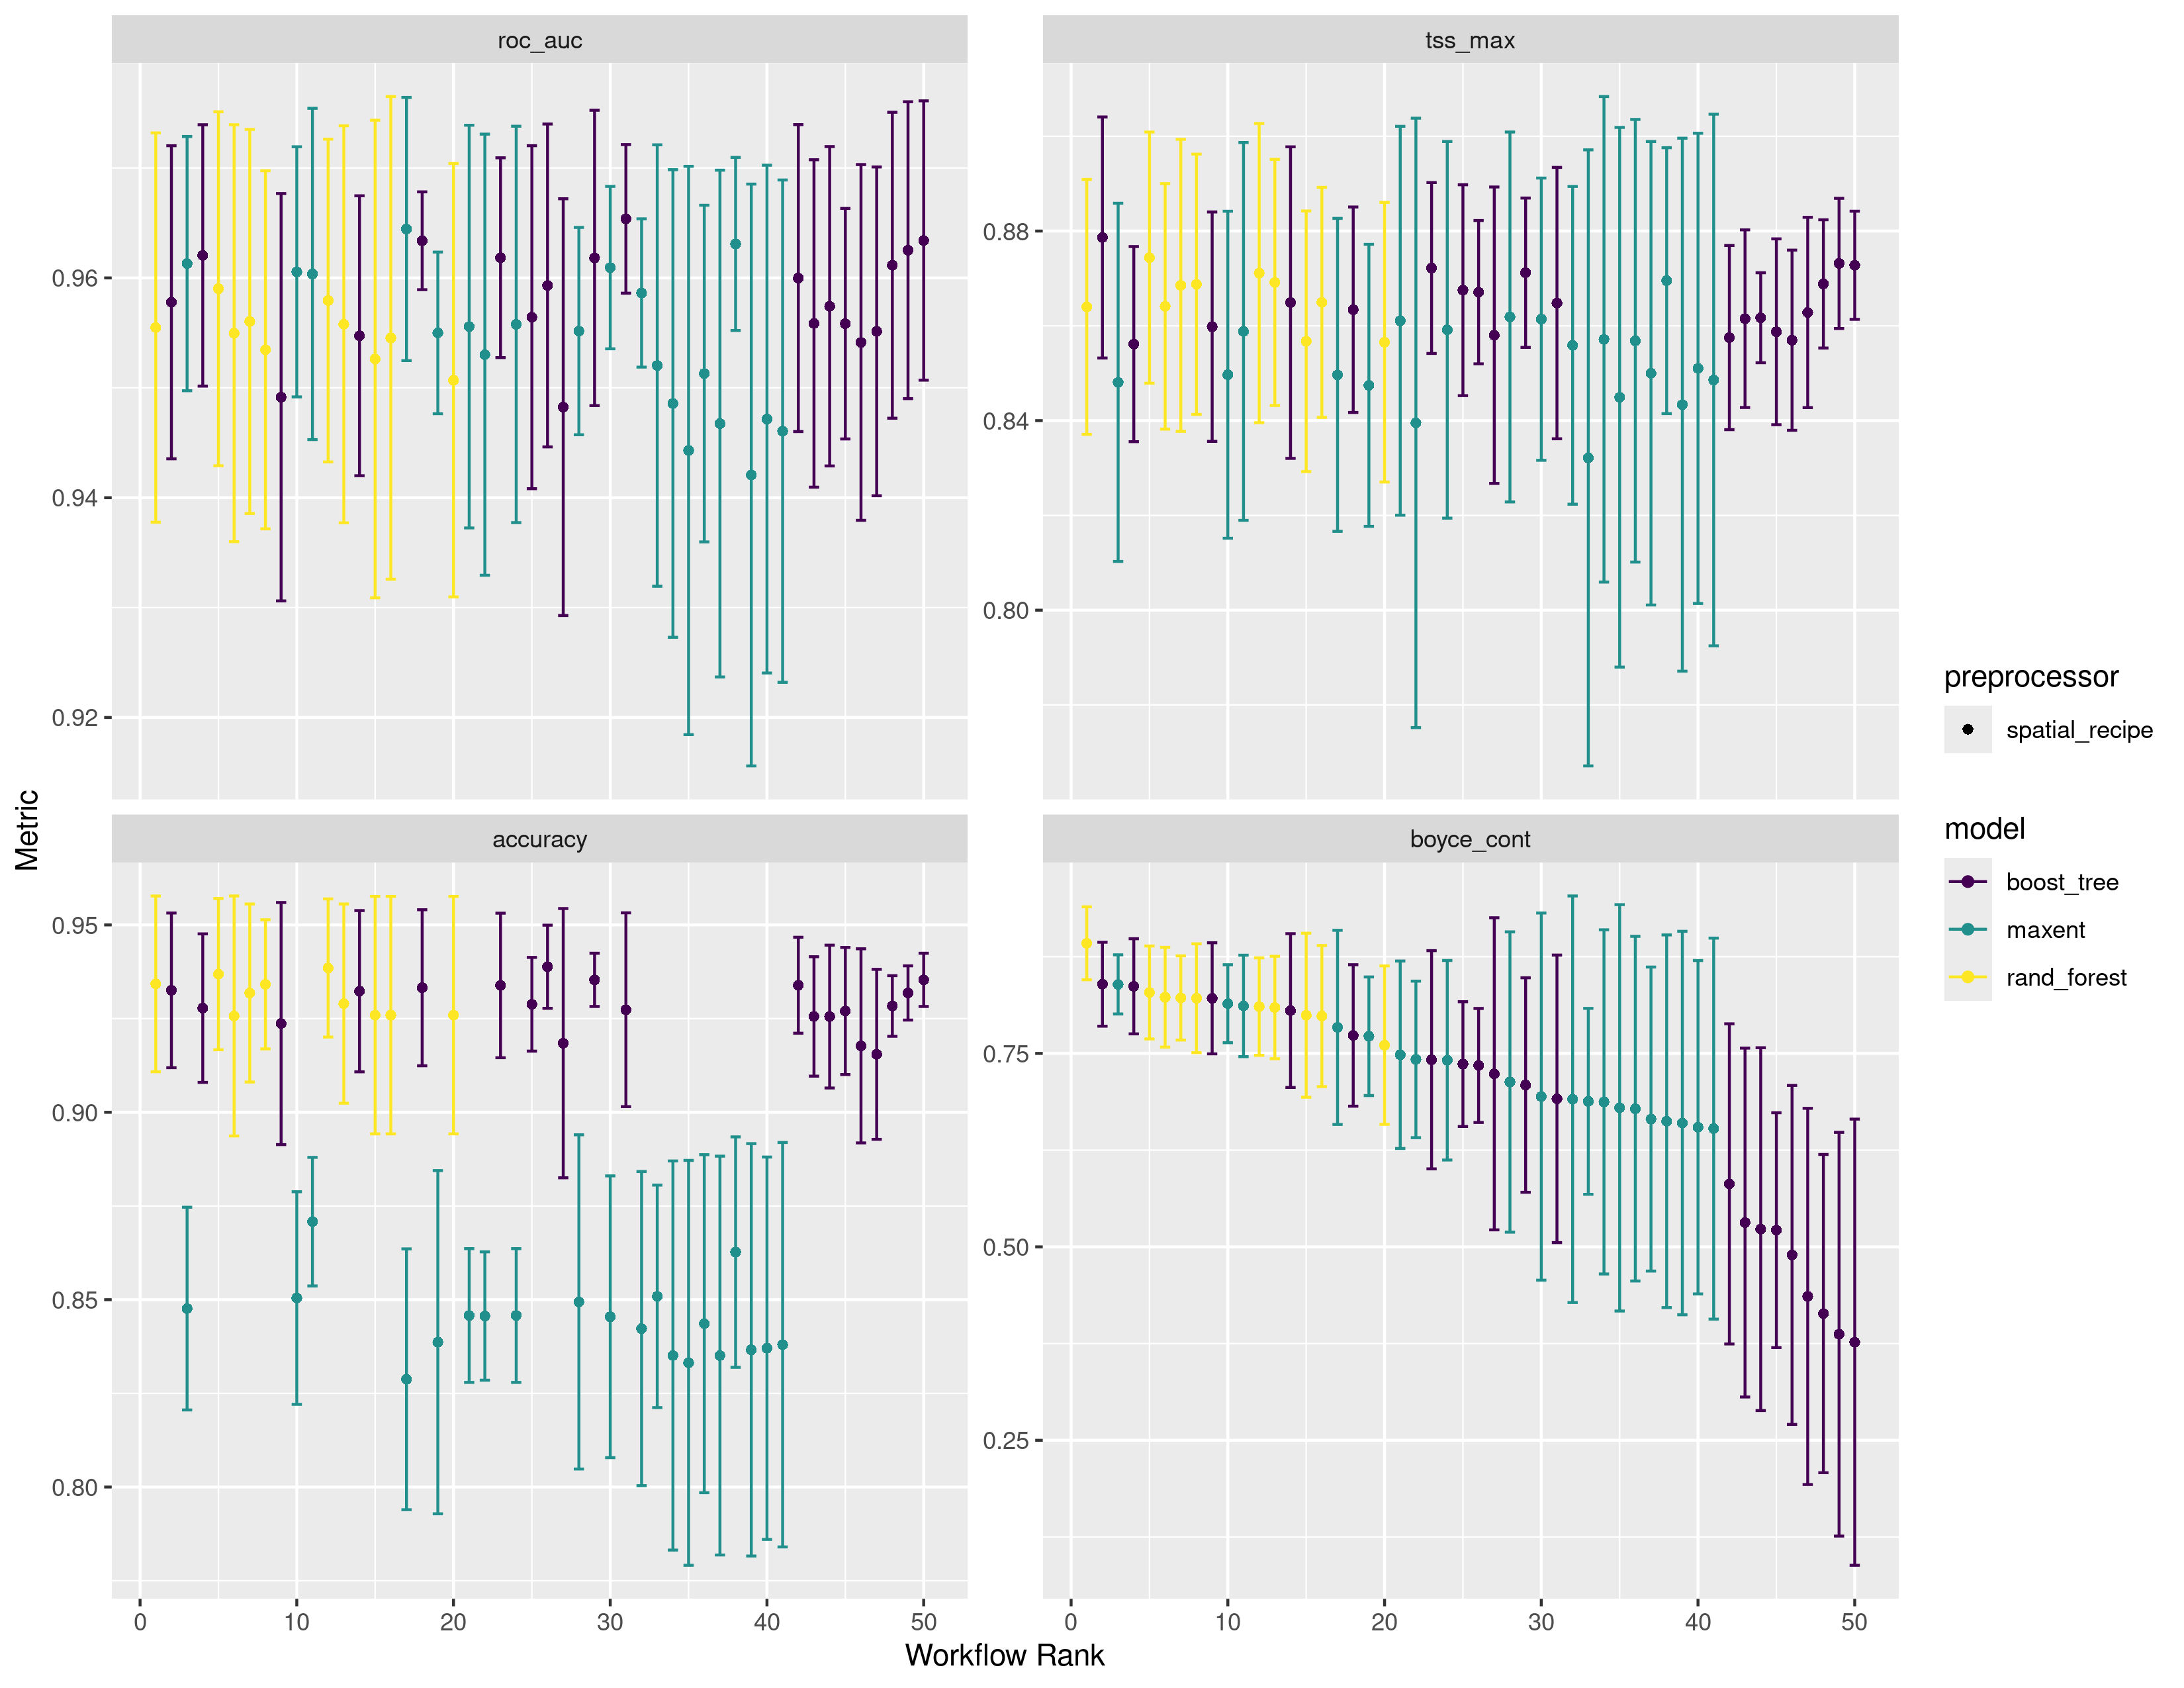 roc_auc
tss_max
0.96
0.94
0.92
0.88
0.84
0.80
Metric
accuracy
boyce_cont
0.95
0.90
0.85
0.80
0.75
0.50
0.25
0 10 20 30 40 50
0 10 20 30 40 50
Workflow Rank
preprocessor
spatial_recipe
model
boost_tree
maxent
rand_forest